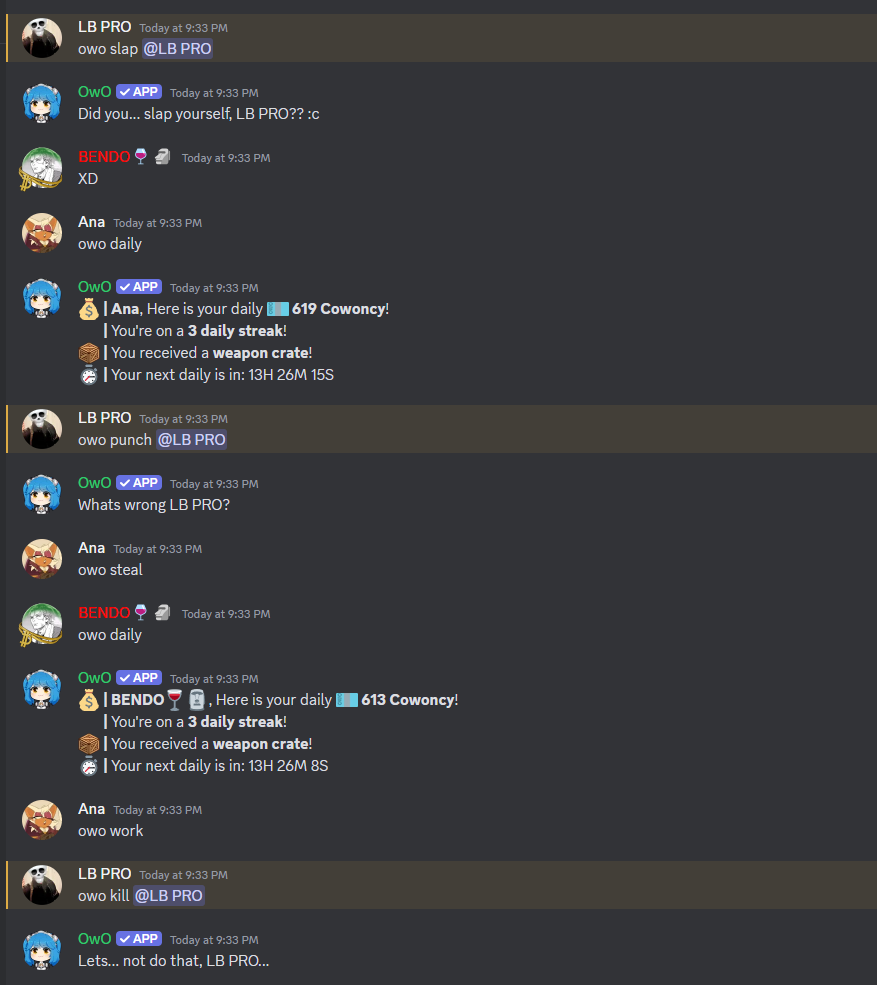 LB PRO Today at 9:33 PM
owo slap @LB PRO
OwO ✓ APP Today at 9:33 PM
Did you... slap yourself, LB PRO?? :c
BENDO🍷🗿 Today at 9:33 PM
XD
Ana Today at 9:33 PM
owo daily
OwO ✓ APP Today at 9:33 PM
💰 | Ana, Here is your daily 619 Cowoncy!
| You're on a 3 daily streak!
| You received a weapon crate!
⏱ | Your next daily is in: 13H 26M 15S
LB PRO Today at 9:33 PM
owo punch @LB PRO
OwO ✓ APP Today at 9:33 PM
Whats wrong LB PRO?
Ana Today at 9:33 PM
owo steal
BENDO🍷🗿 Today at 9:33 PM
owo daily
OwO ✓ APP Today at 9:33 PM
💰 | BENDO🍷🗿, Here is your daily 613 Cowoncy!
| You're on a 3 daily streak!
| You received a weapon crate!
⏱ | Your next daily is in: 13H 26M 8S
Ana Today at 9:33 PM
owo work
LB PRO Today at 9:33 PM
owo kill @LB PRO
OwO ✓ APP Today at 9:33 PM
Lets... not do that, LB PRO...